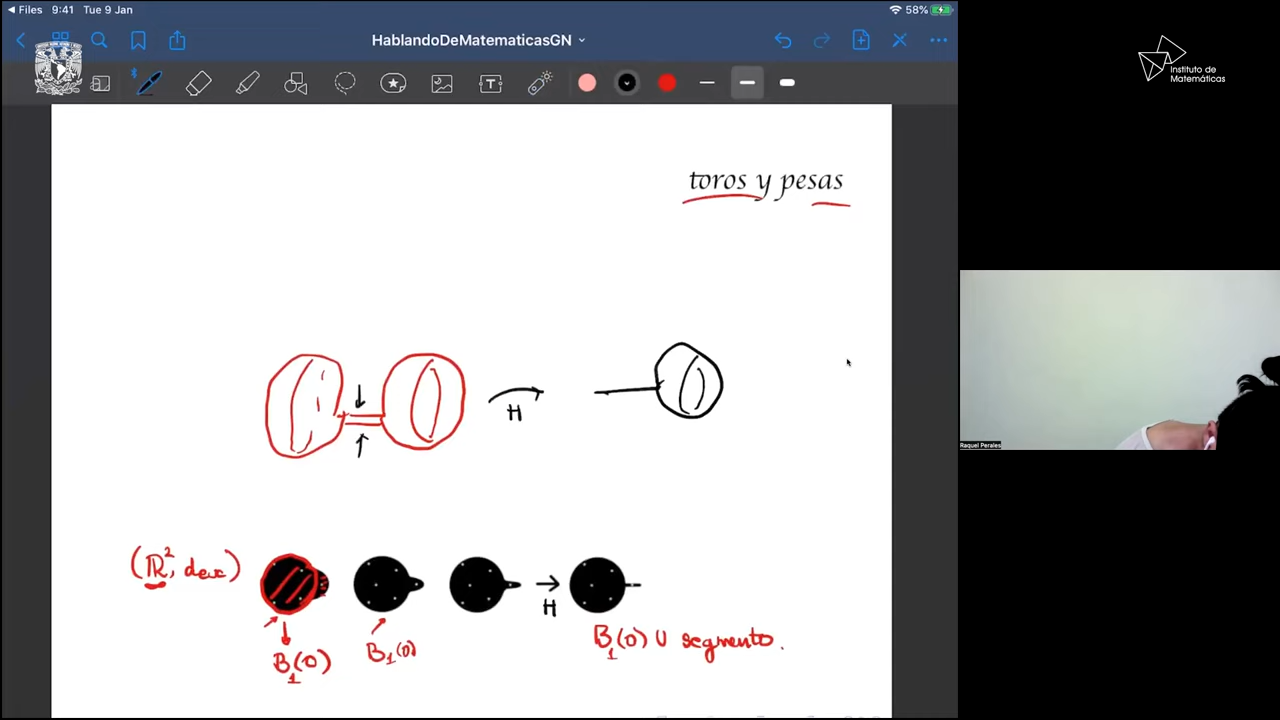 Files 9:41 Tue 9 Jan 58%
HablandoDeMatematicasGN
T
Instituto de
Matemáticas
toros y pesas
H
Raquel Perales
(ℝ², deuc)
H
B₁(0) B₁(0) B₁(0) ∪ segmento.